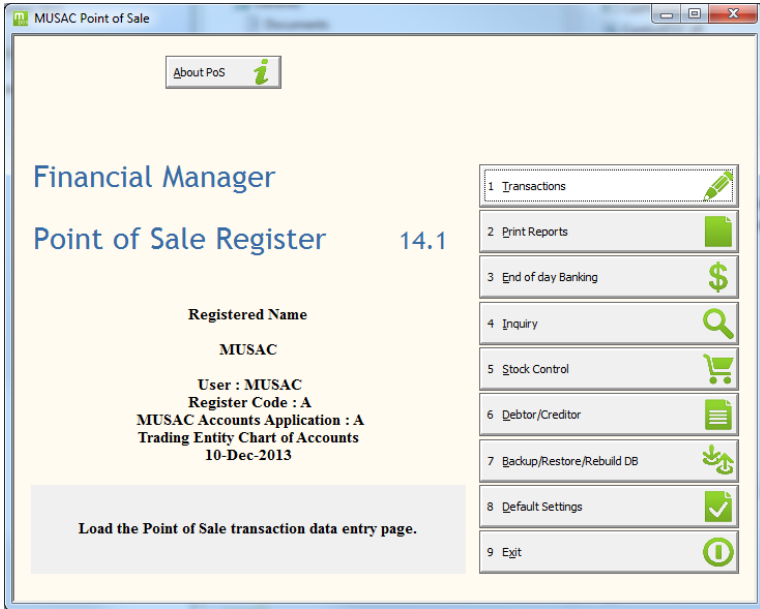 MUSAC Point of Sale
Documents
About PoS
Financial Manager
Point of Sale Register 14.1
Registered Name
MUSAC
User : MUSAC
Register Code : A
MUSAC Accounts Application : A
Trading Entity Chart of Accounts
10-Dec-2013
Load the Point of Sale transaction data entry page.
1 Transactions
2 Print Reports
3 End of day Banking
4 Inquiry
5 Stock Control
6 Debtor/Creditor
7 Backup/Restore/Rebuild DB
8 Default Settings
9 Exit